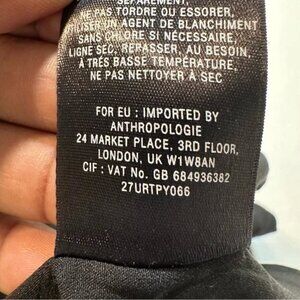 SÉPARÉMENT.
NE PAS TORDRE OU ESSORER,
UTILISER UN AGENT DE BLANCHIMENT
SANS CHLORE SI NÉCESSAIRE,
LIGNE SEC, REPASSER, AU BESOIN,
À TRÈS BASSE TEMPÉRATURE,
NE PAS NETTOYER À SEC
FOR EU : IMPORTED BY
ANTHROPOLOGIE
24 MARKET PLACE, 3RD FLOOR,
LONDON, UK W1W8AN
CIF : VAT No. GB 684936382
27URTPY066